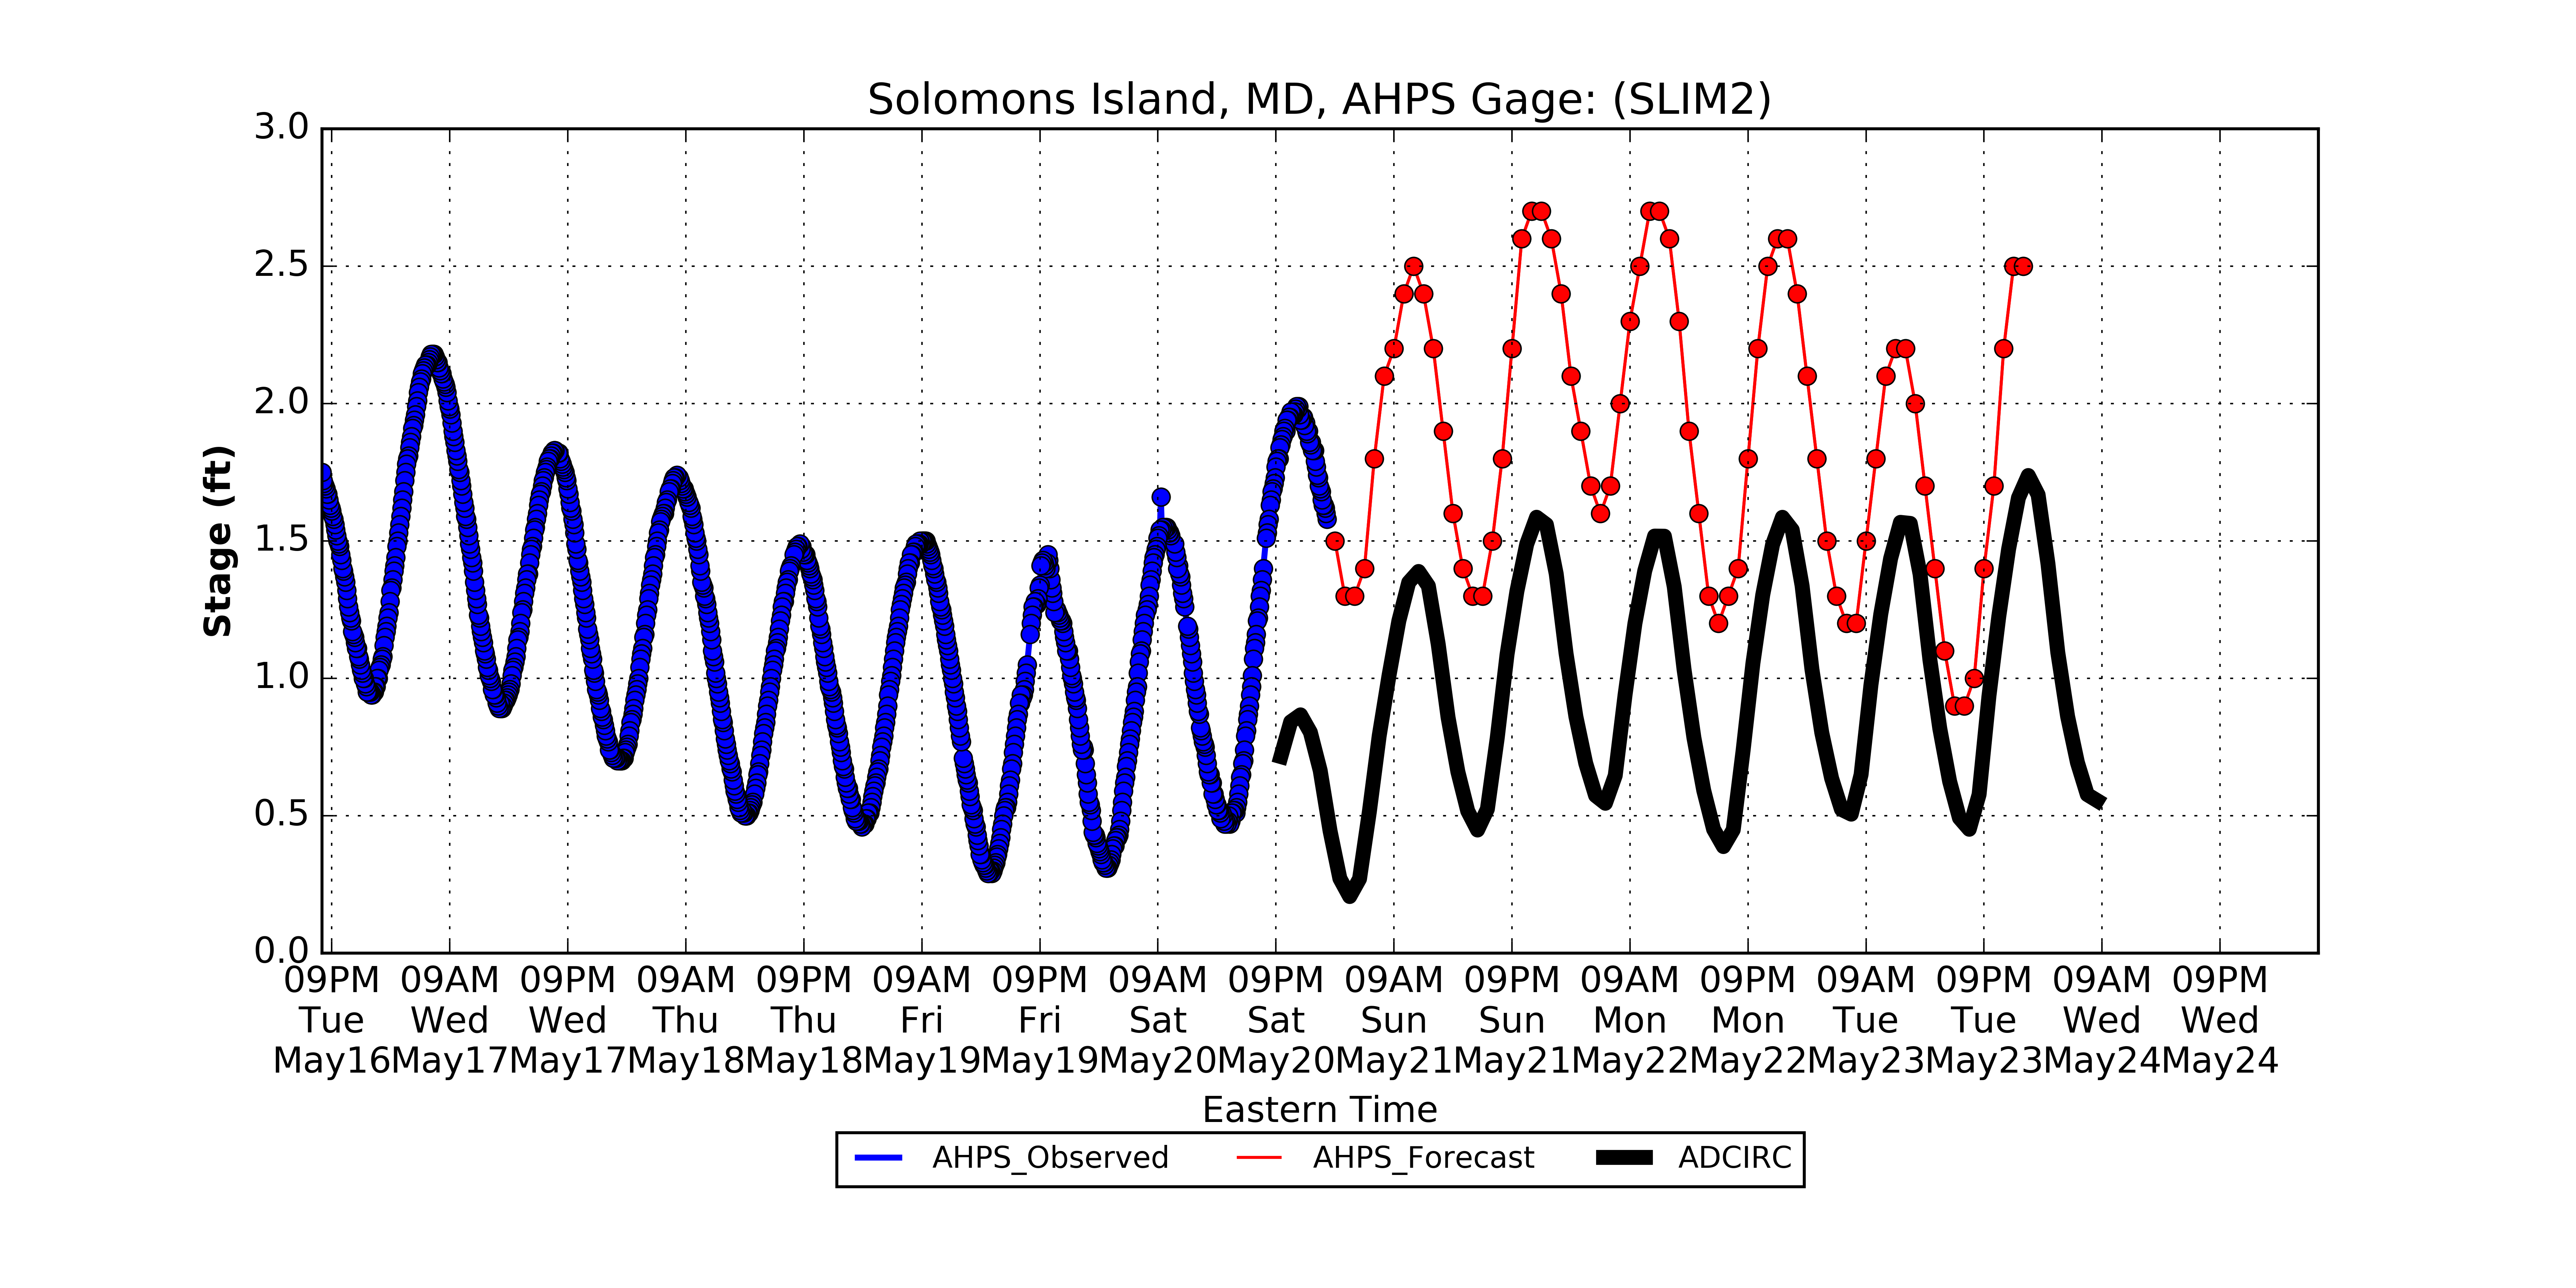 Solomons Island, MD, AHPS Gage: (SLIM2)
Stage (ft)
3.0
2.5
2.0
1.5
1.0
0.5
0.0
09PM 09AM 09PM 09AM 09PM 09AM 09PM 09AM 09PM 09AM 09PM 09AM 09PM 09AM 09PM 09AM 09PM
Tue Wed Wed Thu Thu Fri Fri Sat Sat Sun Sun Mon Mon Tue Tue Wed Wed
May16 May17 May17 May18 May18 May19 May19 May20 May20 May21 May21 May22 May22 May23 May23 May24 May24
Eastern Time
AHPS_Observed AHPS_Forecast ADCIRC